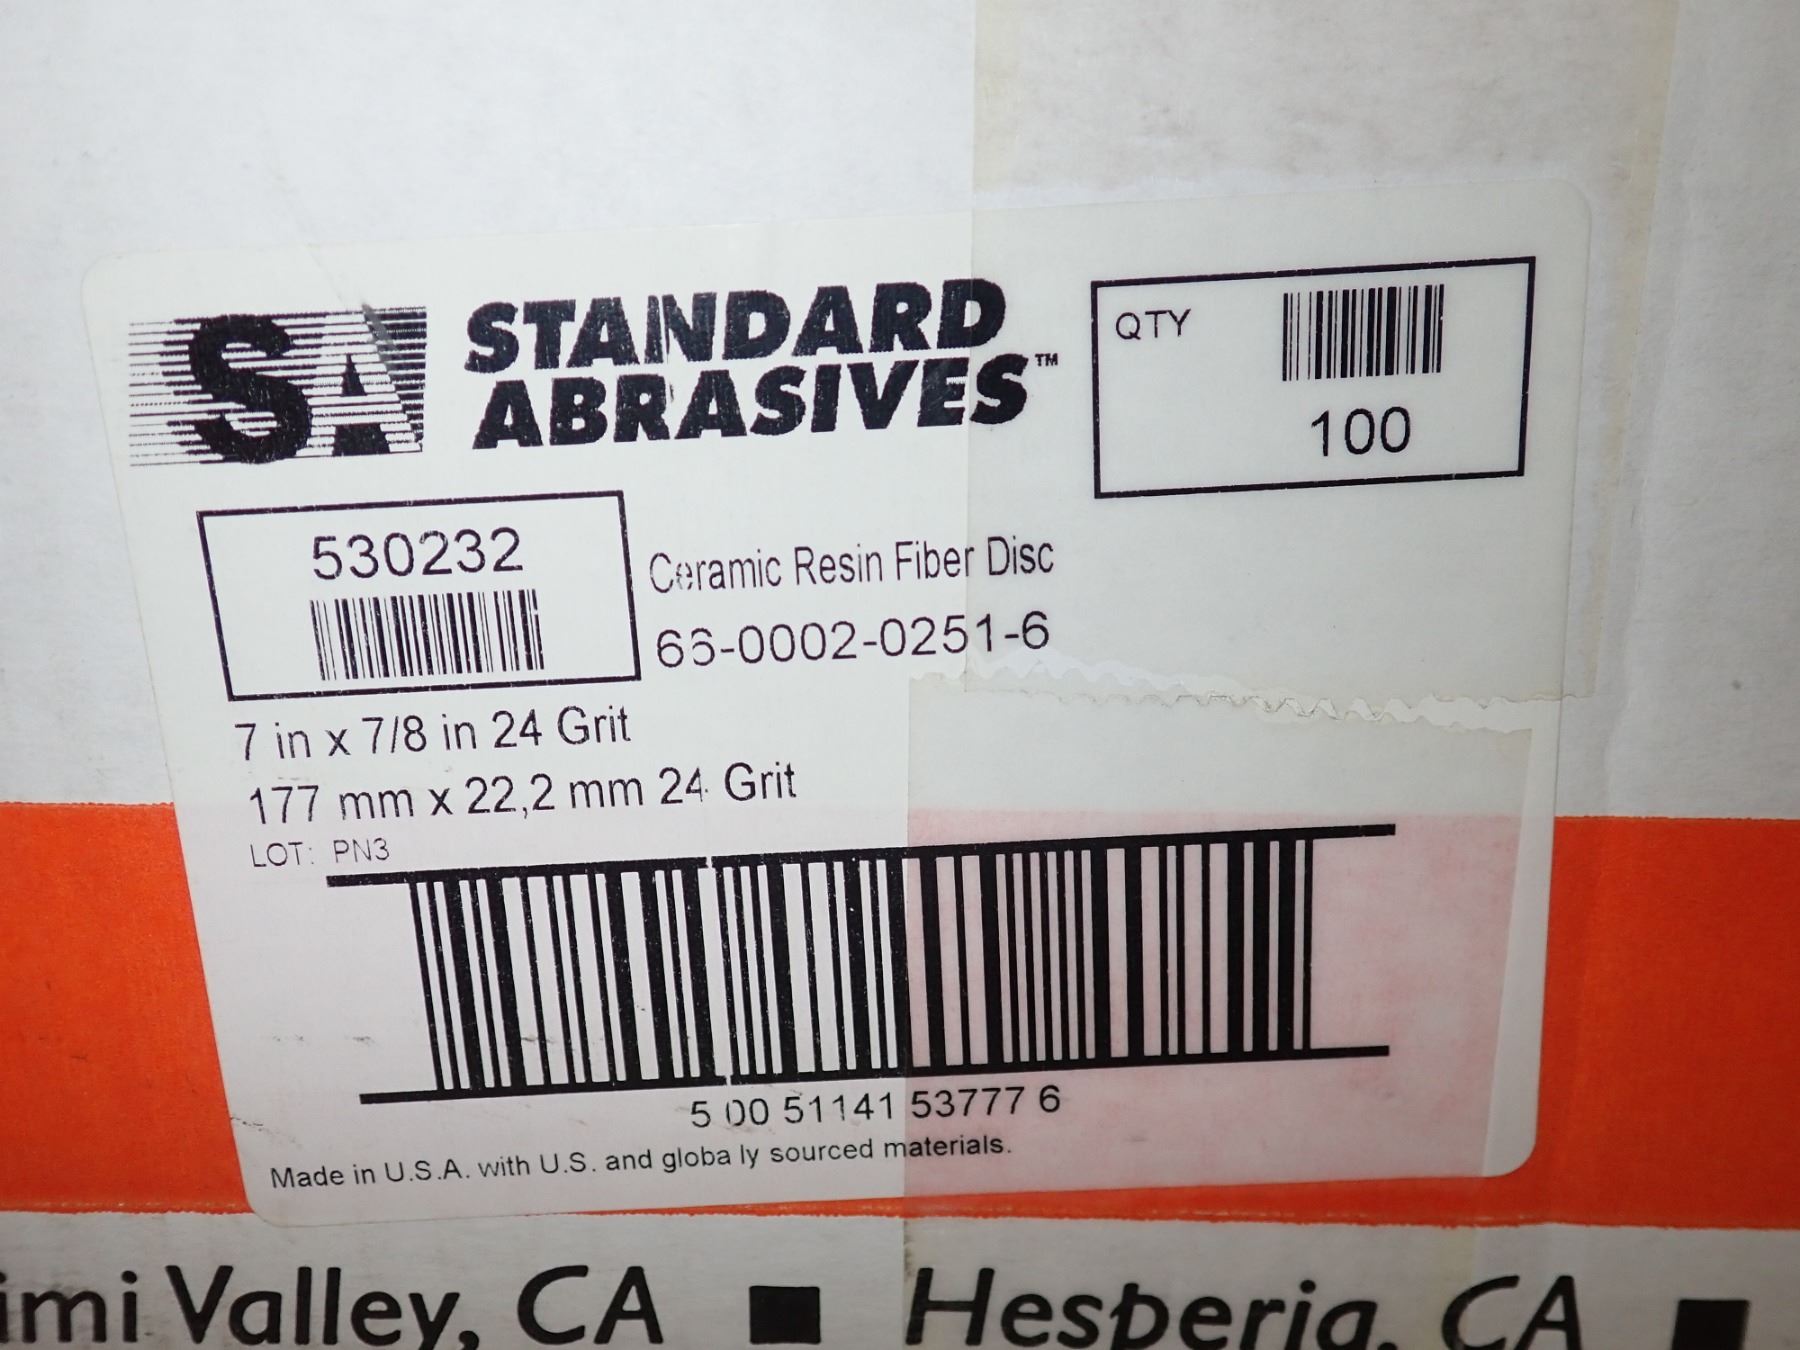 SA
STANDARD
ABRASIVES™
QTY
100
530232
Ceramic Resin Fiber Disc
66-0002-0251-6
7 in x 7/8 in 24 Grit
177 mm x 22,2 mm 24 Grit
LOT: PN3
5 00 51141 53777 6
Made in U.S.A. with U.S. and globally sourced materials.
imi Valley, CA ■ Hesperia, CA ■